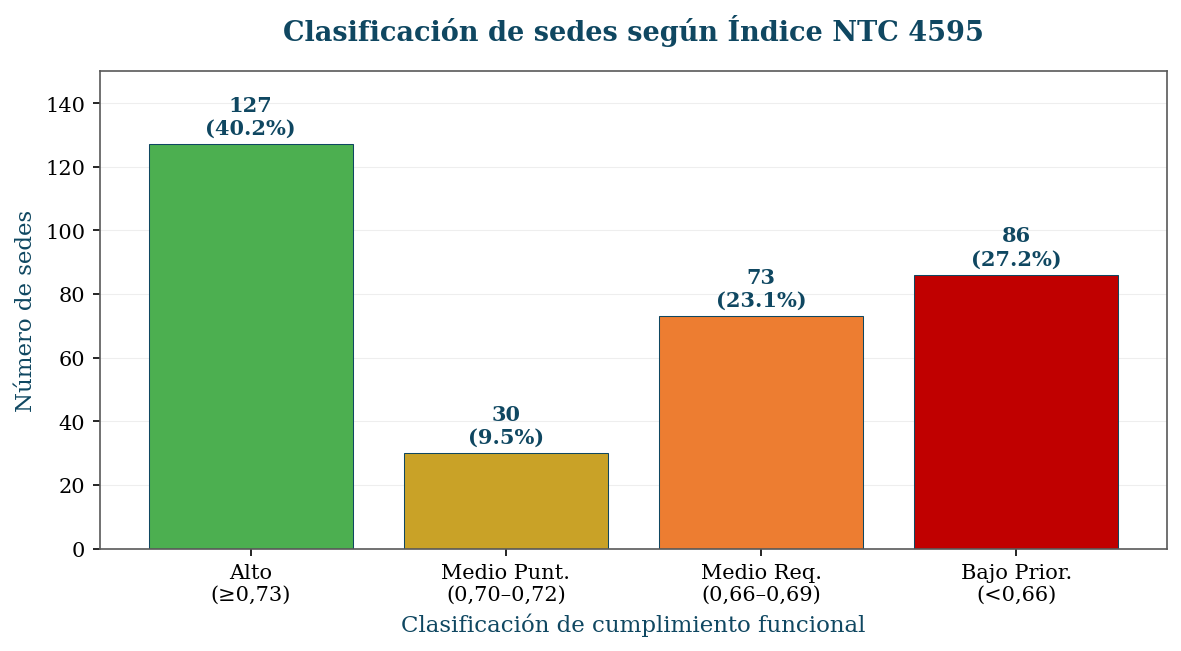 Clasificación de sedes según Índice NTC 4595
Número de sedes
140
120
100
80
60
40
20
0
127
(40.2%)
30
(9.5%)
73
(23.1%)
86
(27.2%)
Alto
(≥0,73)
Medio Punt.
(0,70–0,72)
Medio Req.
(0,66–0,69)
Bajo Prior.
(<0,66)
Clasificación de cumplimiento funcional